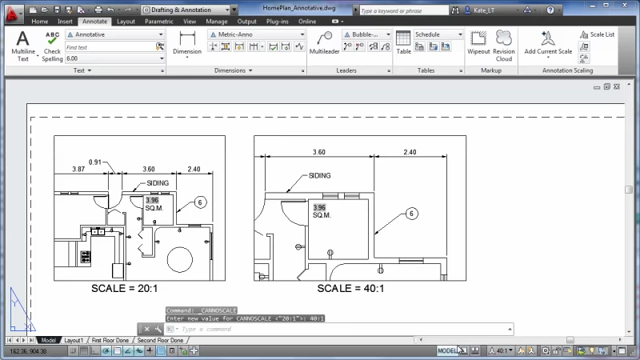 Drafting & Annotation
HomePlan_Annotative.dwg
Type a keyword or phrase
Kate_LT
Home
Insert
Annotate
Layout
Parametric
View
Manage
Output
Plug-ins
Online
Multiline
Text
Check
Spelling
Annotative
Find text
6.00
Text
Dimension
Metric-Anno
Dimensions
Multileader
Bubble-...
Leaders
Table
Schedule
Tables
Wipeout
Revision
Cloud
Markup
Add Current Scale
Scale List
Annotation Scaling
3.87
0.91
3.60
2.40
SIDING
3.96
SQ.M.
6
SCALE = 20:1
3.60
2.40
SIDING
3.96
SQ.M.
6
SCALE = 40:1
Command: _CANNOSCALE
Enter new value for CANNOSCALE <"20:1">: 40:1
Type a command
Model
Layout1
First Floor Done
Second Floor Done
MODEL
40:1